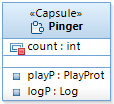 «Capsule»
Pinger
count : int
playP : PlayProt
logP : Log